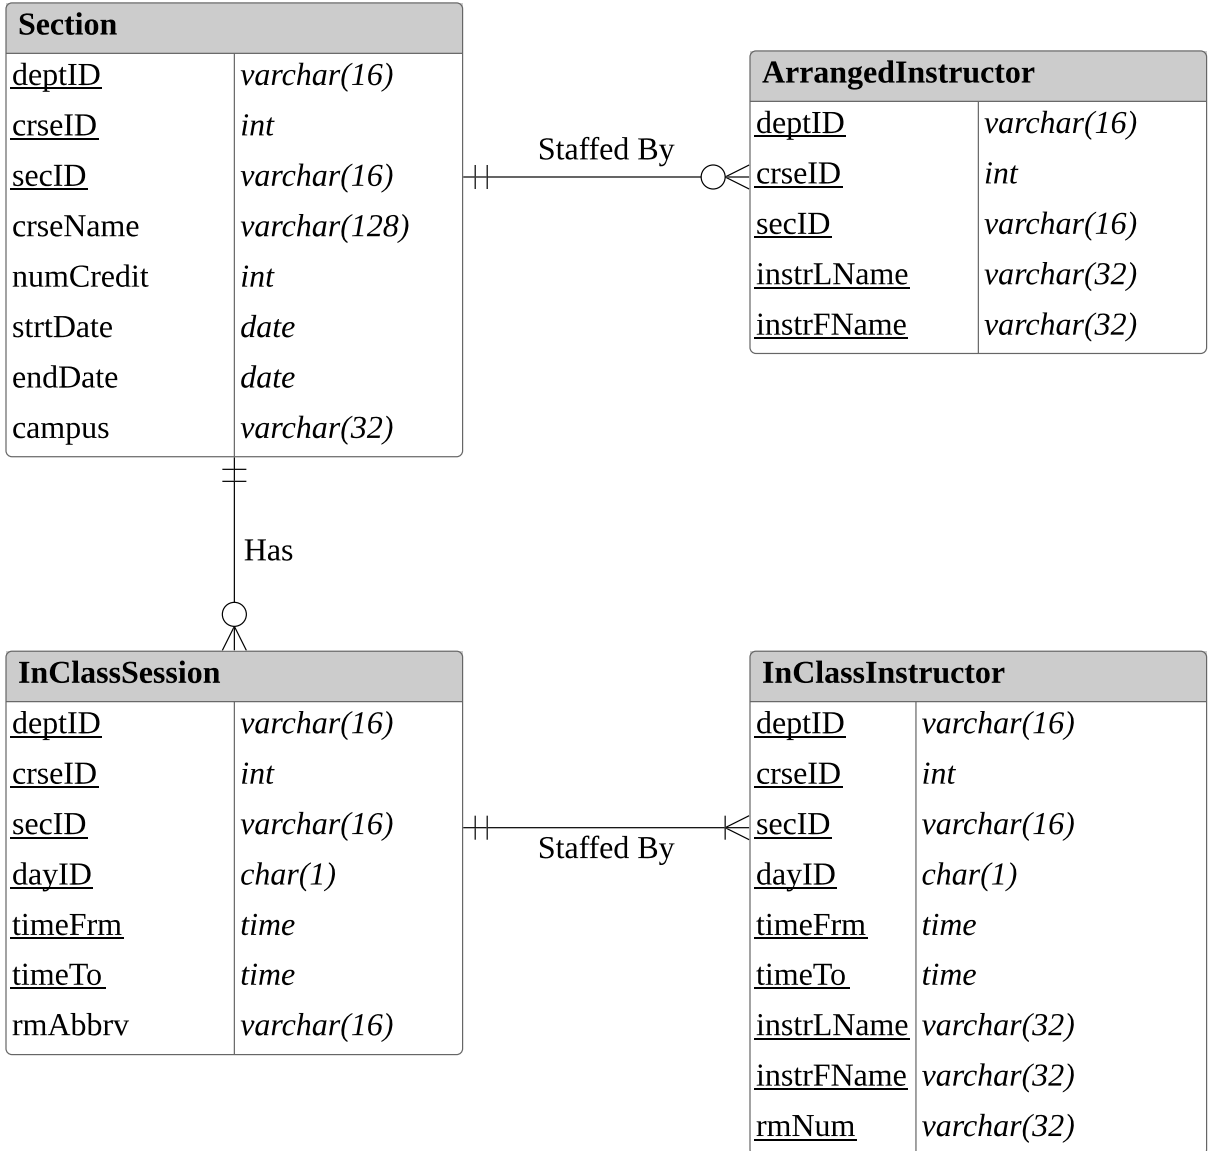 Section
deptID varchar(16)
crseID int
secID varchar(16)
crseName varchar(128)
numCredit int
strtDate date
endDate date
campus varchar(32)
Staffed By
ArrangedInstructor
deptID varchar(16)
crseID int
secID varchar(16)
instrLName varchar(32)
instrFName varchar(32)
Has
InClassSession
deptID varchar(16)
crseID int
secID varchar(16)
dayID char(1)
timeFrm time
timeTo time
rmAbbrv varchar(16)
Staffed By
InClassInstructor
deptID varchar(16)
crseID int
secID varchar(16)
dayID char(1)
timeFrm time
timeTo time
instrLName varchar(32)
instrFName varchar(32)
rmNum varchar(32)